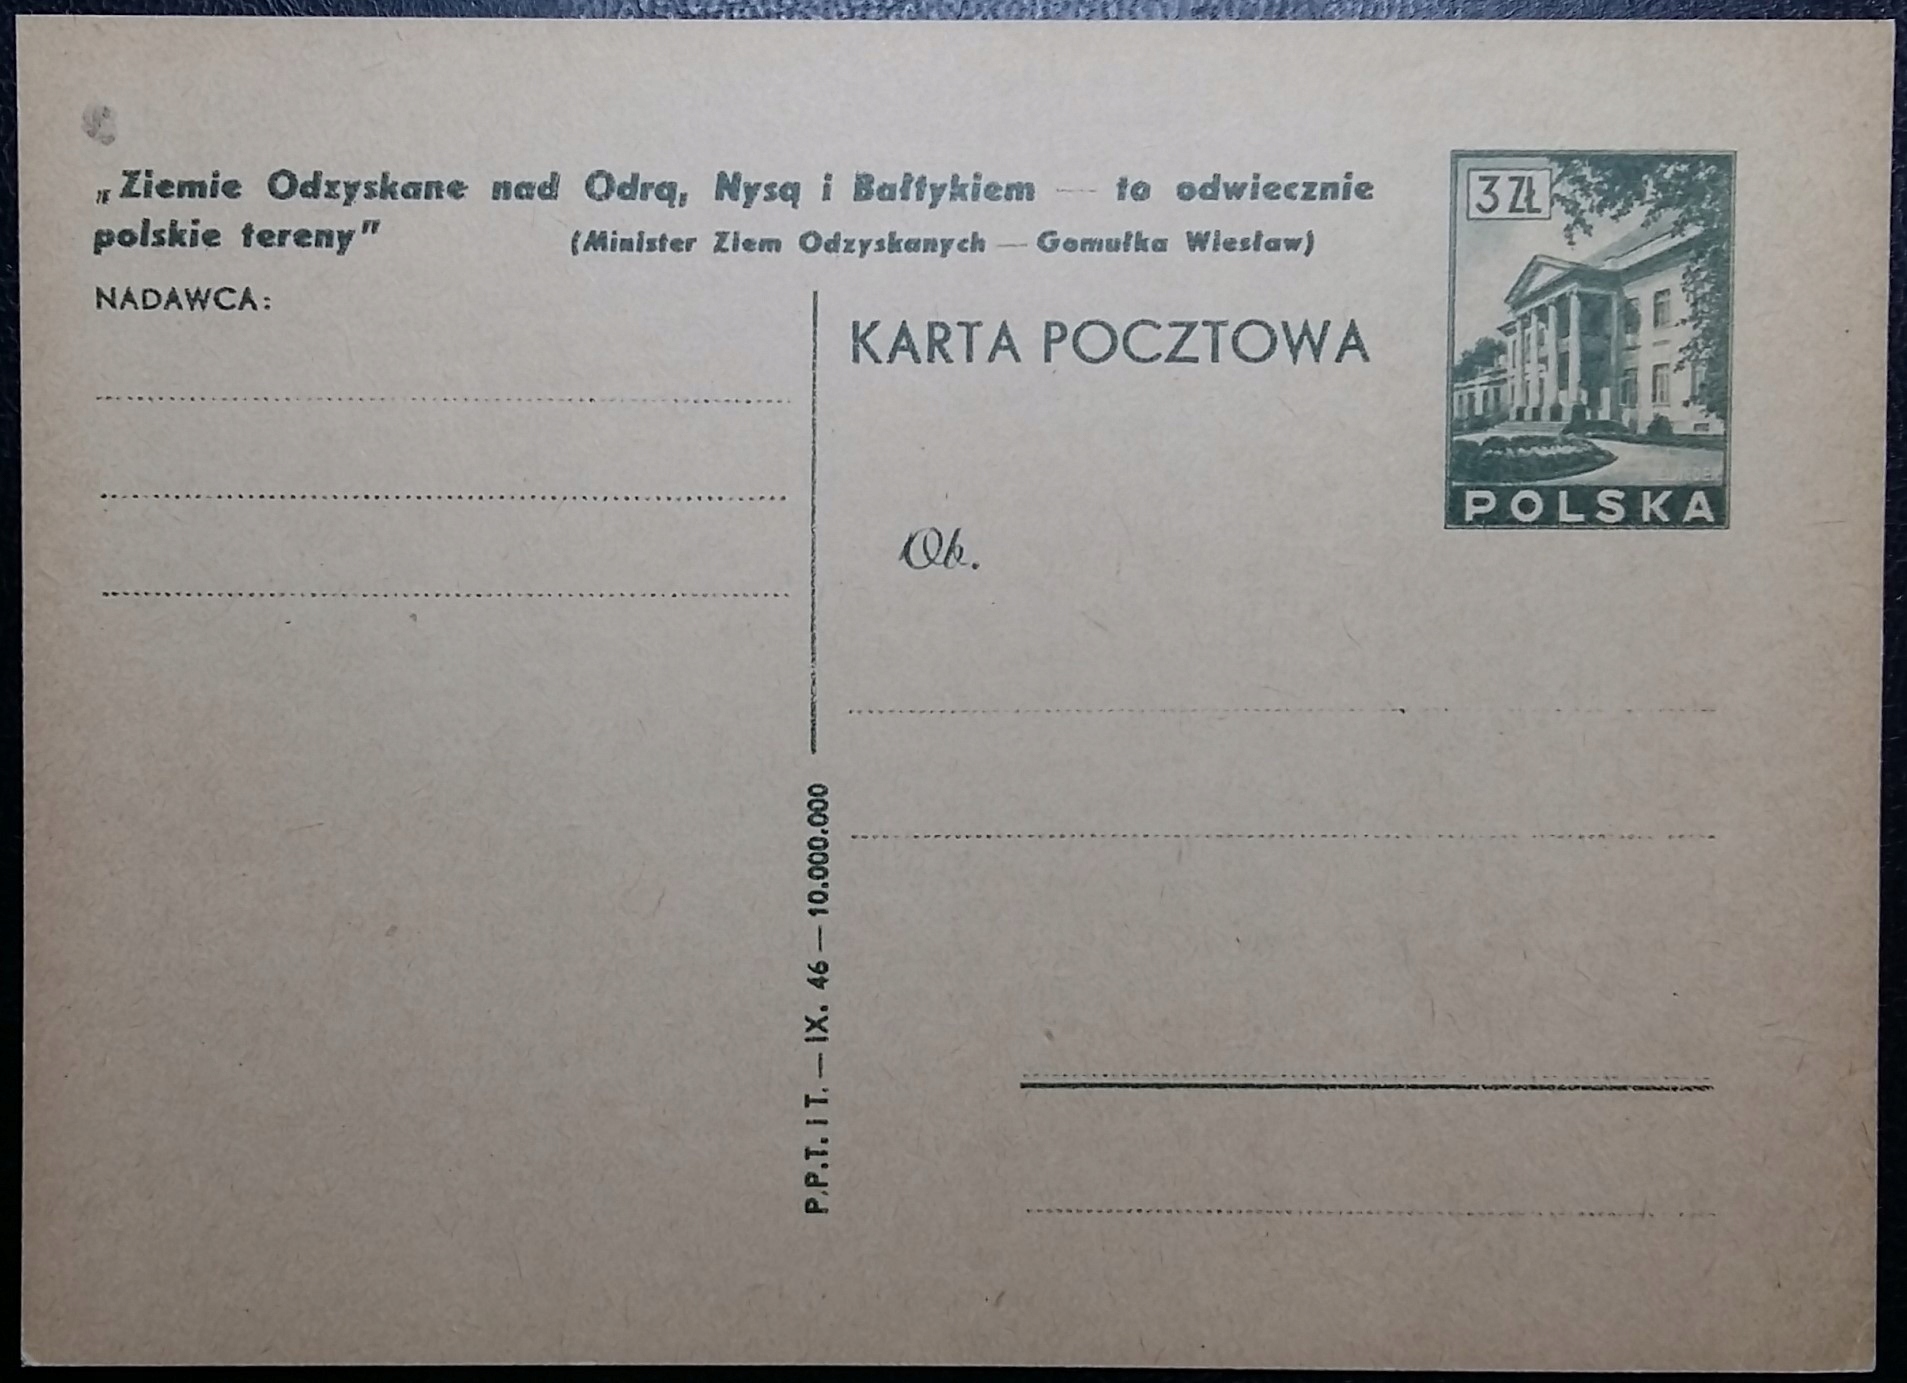 „Ziemie Odzyskane nad Odrą, Nysą i Bałtykiem — to odwiecznie
polskie tereny"
(Minister Ziem Odzyskanych — Gomułka Wiesław)
NADAWCA:
KARTA POCZTOWA
3 ZŁ
POLSKA
Ob.
P.P.T. I T. — IX. 46 — 10.000.000